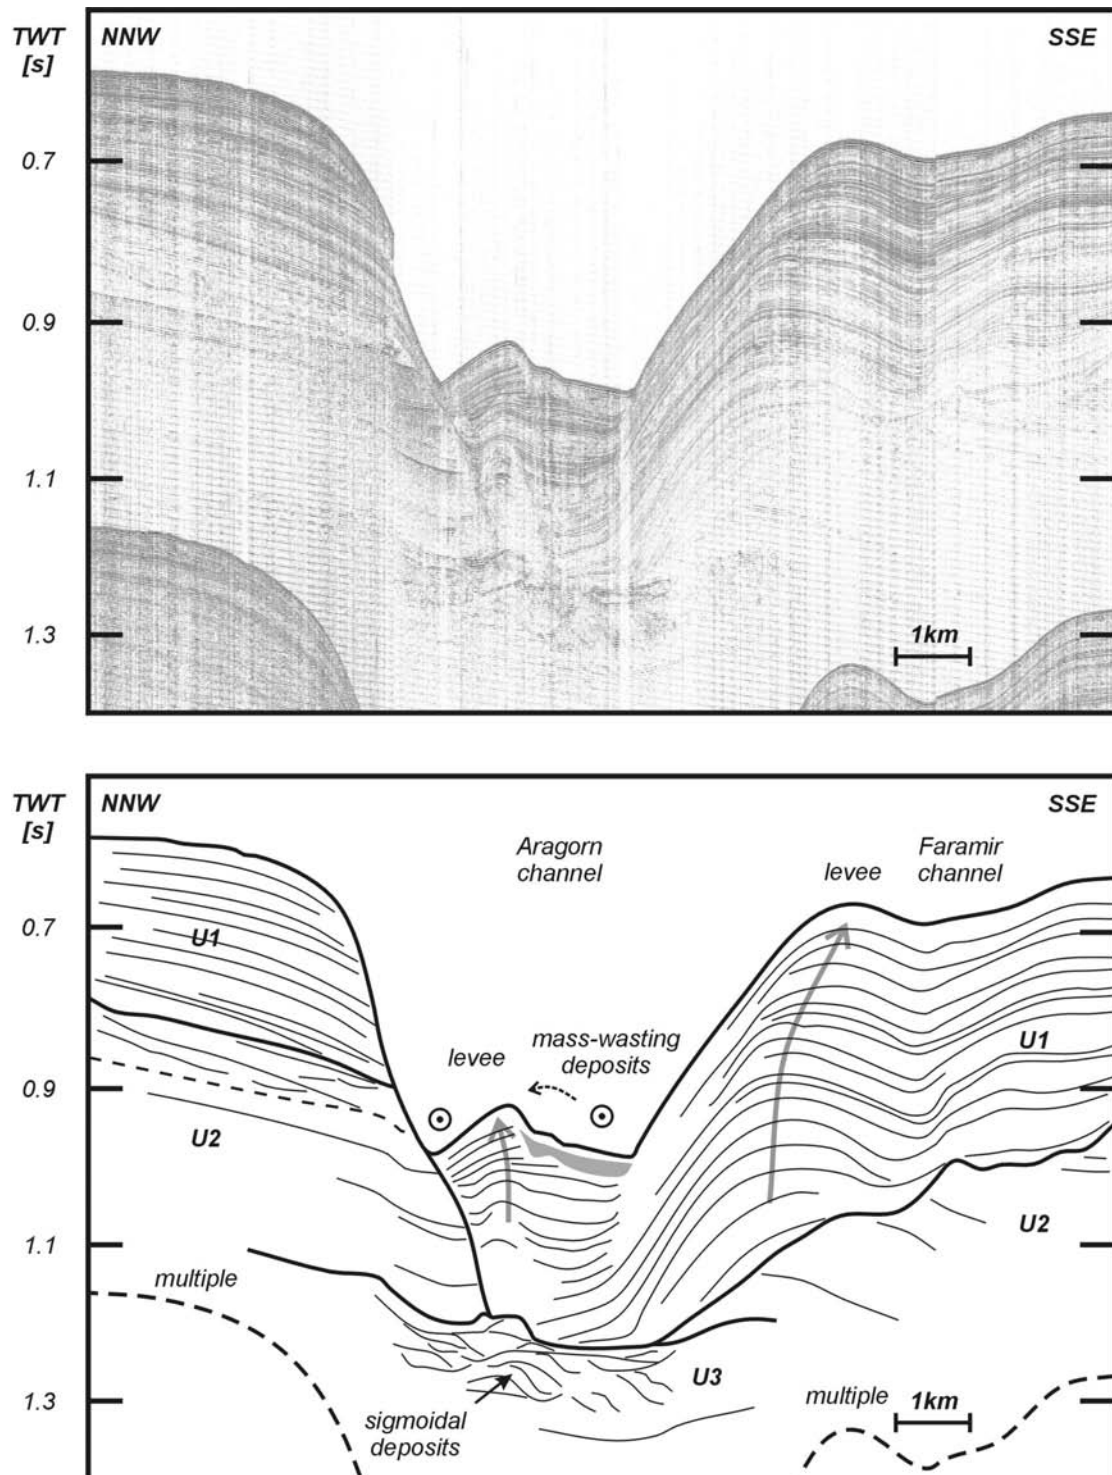 TWT
[s]
NNW
SSE
0.7
0.9
1.1
1.3
1km
TWT
[s]
NNW
SSE
Aragorn
channel
levee
Faramir
channel
0.7
U1
levee
mass-wasting
deposits
U1
0.9
U2
U2
1.1
multiple
U3
1.3
sigmoidal
deposits
multiple
1km